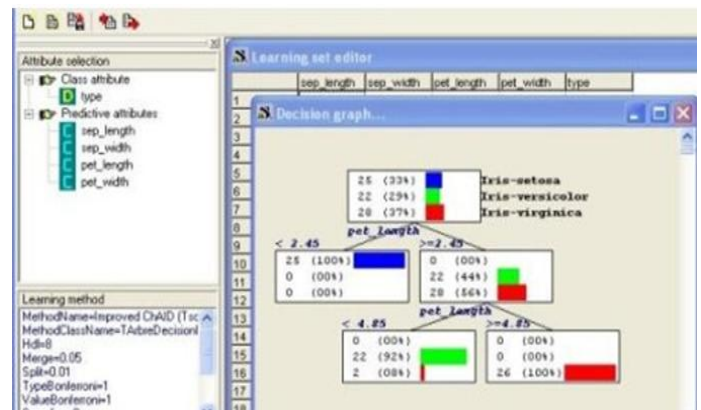 Attribute selection
Class attribute
D type
Predictive attributes
C sep_length
C sep_width
C pet_length
C pet_width
Learning method
MethodName=Improved ChAID (Tsc
MethodClassName=TArbreDecisionI
Hdl=8
Merge=0.05
Split=0.01
TypeBonferroni=1
ValueBonferroni=1
Learning set editor
sep_length sep_width pet_length pet_width type
1
2
3
4
5
6
7
8
9
10
11
12
13
14
15
16
17
18
Decision graph...
25 (33%) Iris-setosa
22 (29%) Iris-versicolor
28 (37%) Iris-virginica
pet_length
< 2.45 >=2.45
25 (100%)
0 (00%)
0 (00%)
0 (00%)
22 (44%)
28 (56%)
pet_length
< 4.85 >=4.85
0 (00%)
22 (92%)
2 (08%)
0 (00%)
0 (00%)
26 (100%)